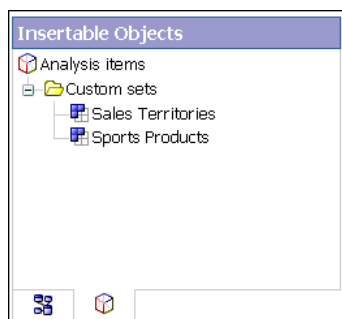 Insertable Objects
Analysis items
Custom sets
Sales Territories
Sports Products